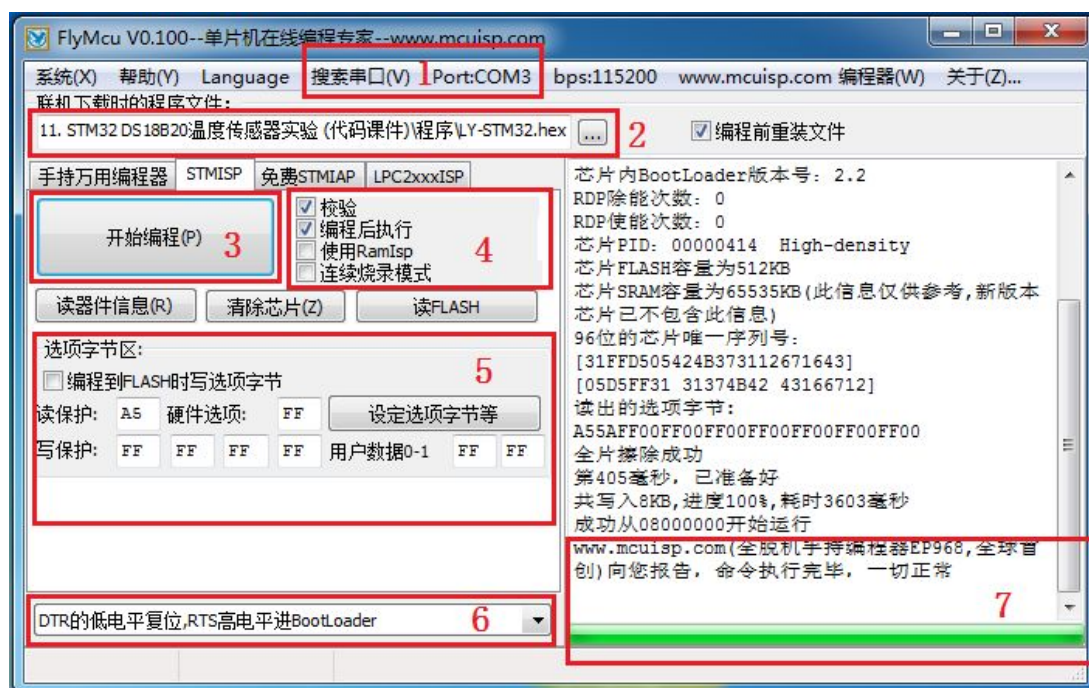 FlyMcu V0.100--单片机在线编程专家--www.mcuisp.com
系统(X) 帮助(Y) Language 搜索串口(V) 1 Port:COM3 bps:115200 www.mcuisp.com 编程器(W) 关于(Z)...
联机下载时的程序文件:
11. STM32 DS18B20温度传感器实验 (代码课件)\程序\LY-STM32.hex ... 2 编程前重装文件
手持万用编程器 STMISP 免费STMIAP LPC2xxxISP
开始编程(P) 3
校验
编程后执行
使用RamIsp
连续烧录模式
4
读器件信息(R) 清除芯片(Z) 读FLASH
选项字节区:
5
编程到FLASH时写选项字节
读保护: A5 硬件选项: FF 设定选项字节等
写保护: FF FF FF FF 用户数据0-1 FF FF
DTR的低电平复位,RTS高电平进BootLoader 6
芯片内BootLoader版本号: 2.2
RDP除能次数: 0
RDP使能次数: 0
芯片PID: 00000414 High-density
芯片FLASH容量为512KB
芯片SRAM容量为65535KB(此信息仅供参考,新版本
芯片已不包含此信息)
96位的芯片唯一序列号:
[31FFD505424B373112671643]
[05D5FF31 31374B42 43166712]
读出的选项字节:
A55AFF00FF00FF00FF00FF00FF00FF00
全片擦除成功
第405毫秒, 已准备好
共写入8KB,进度100%,耗时3603毫秒
成功从08000000开始运行
www.mcuisp.com(全脱机手持编程器EP968,全球首
创)向您报告, 命令执行完毕, 一切正常
7